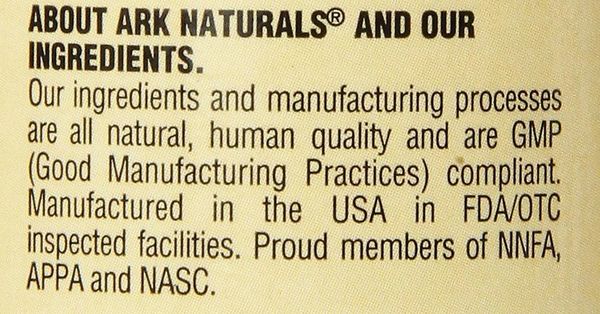 ABOUT ARK NATURALS® AND OUR
INGREDIENTS.
Our ingredients and manufacturing processes
are all natural, human quality and are GMP
(Good Manufacturing Practices) compliant.
Manufactured in the USA in FDA/OTC
inspected facilities. Proud members of NNFA,
APPA and NASC.